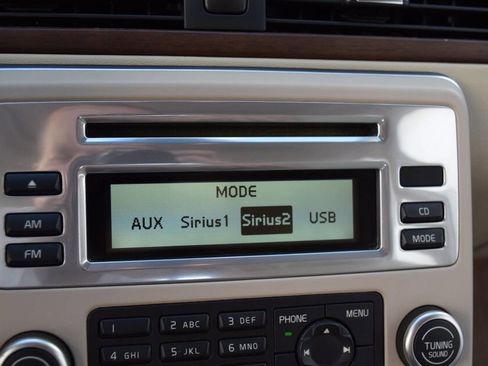 MODE
AUX Sirius1 Sirius2 USB
AM
FM
CD
MODE
1 2 ABC 3 DEF
4 GHI 5 JKL 6 MNO
PHONE MENU
TUNING
SOUND